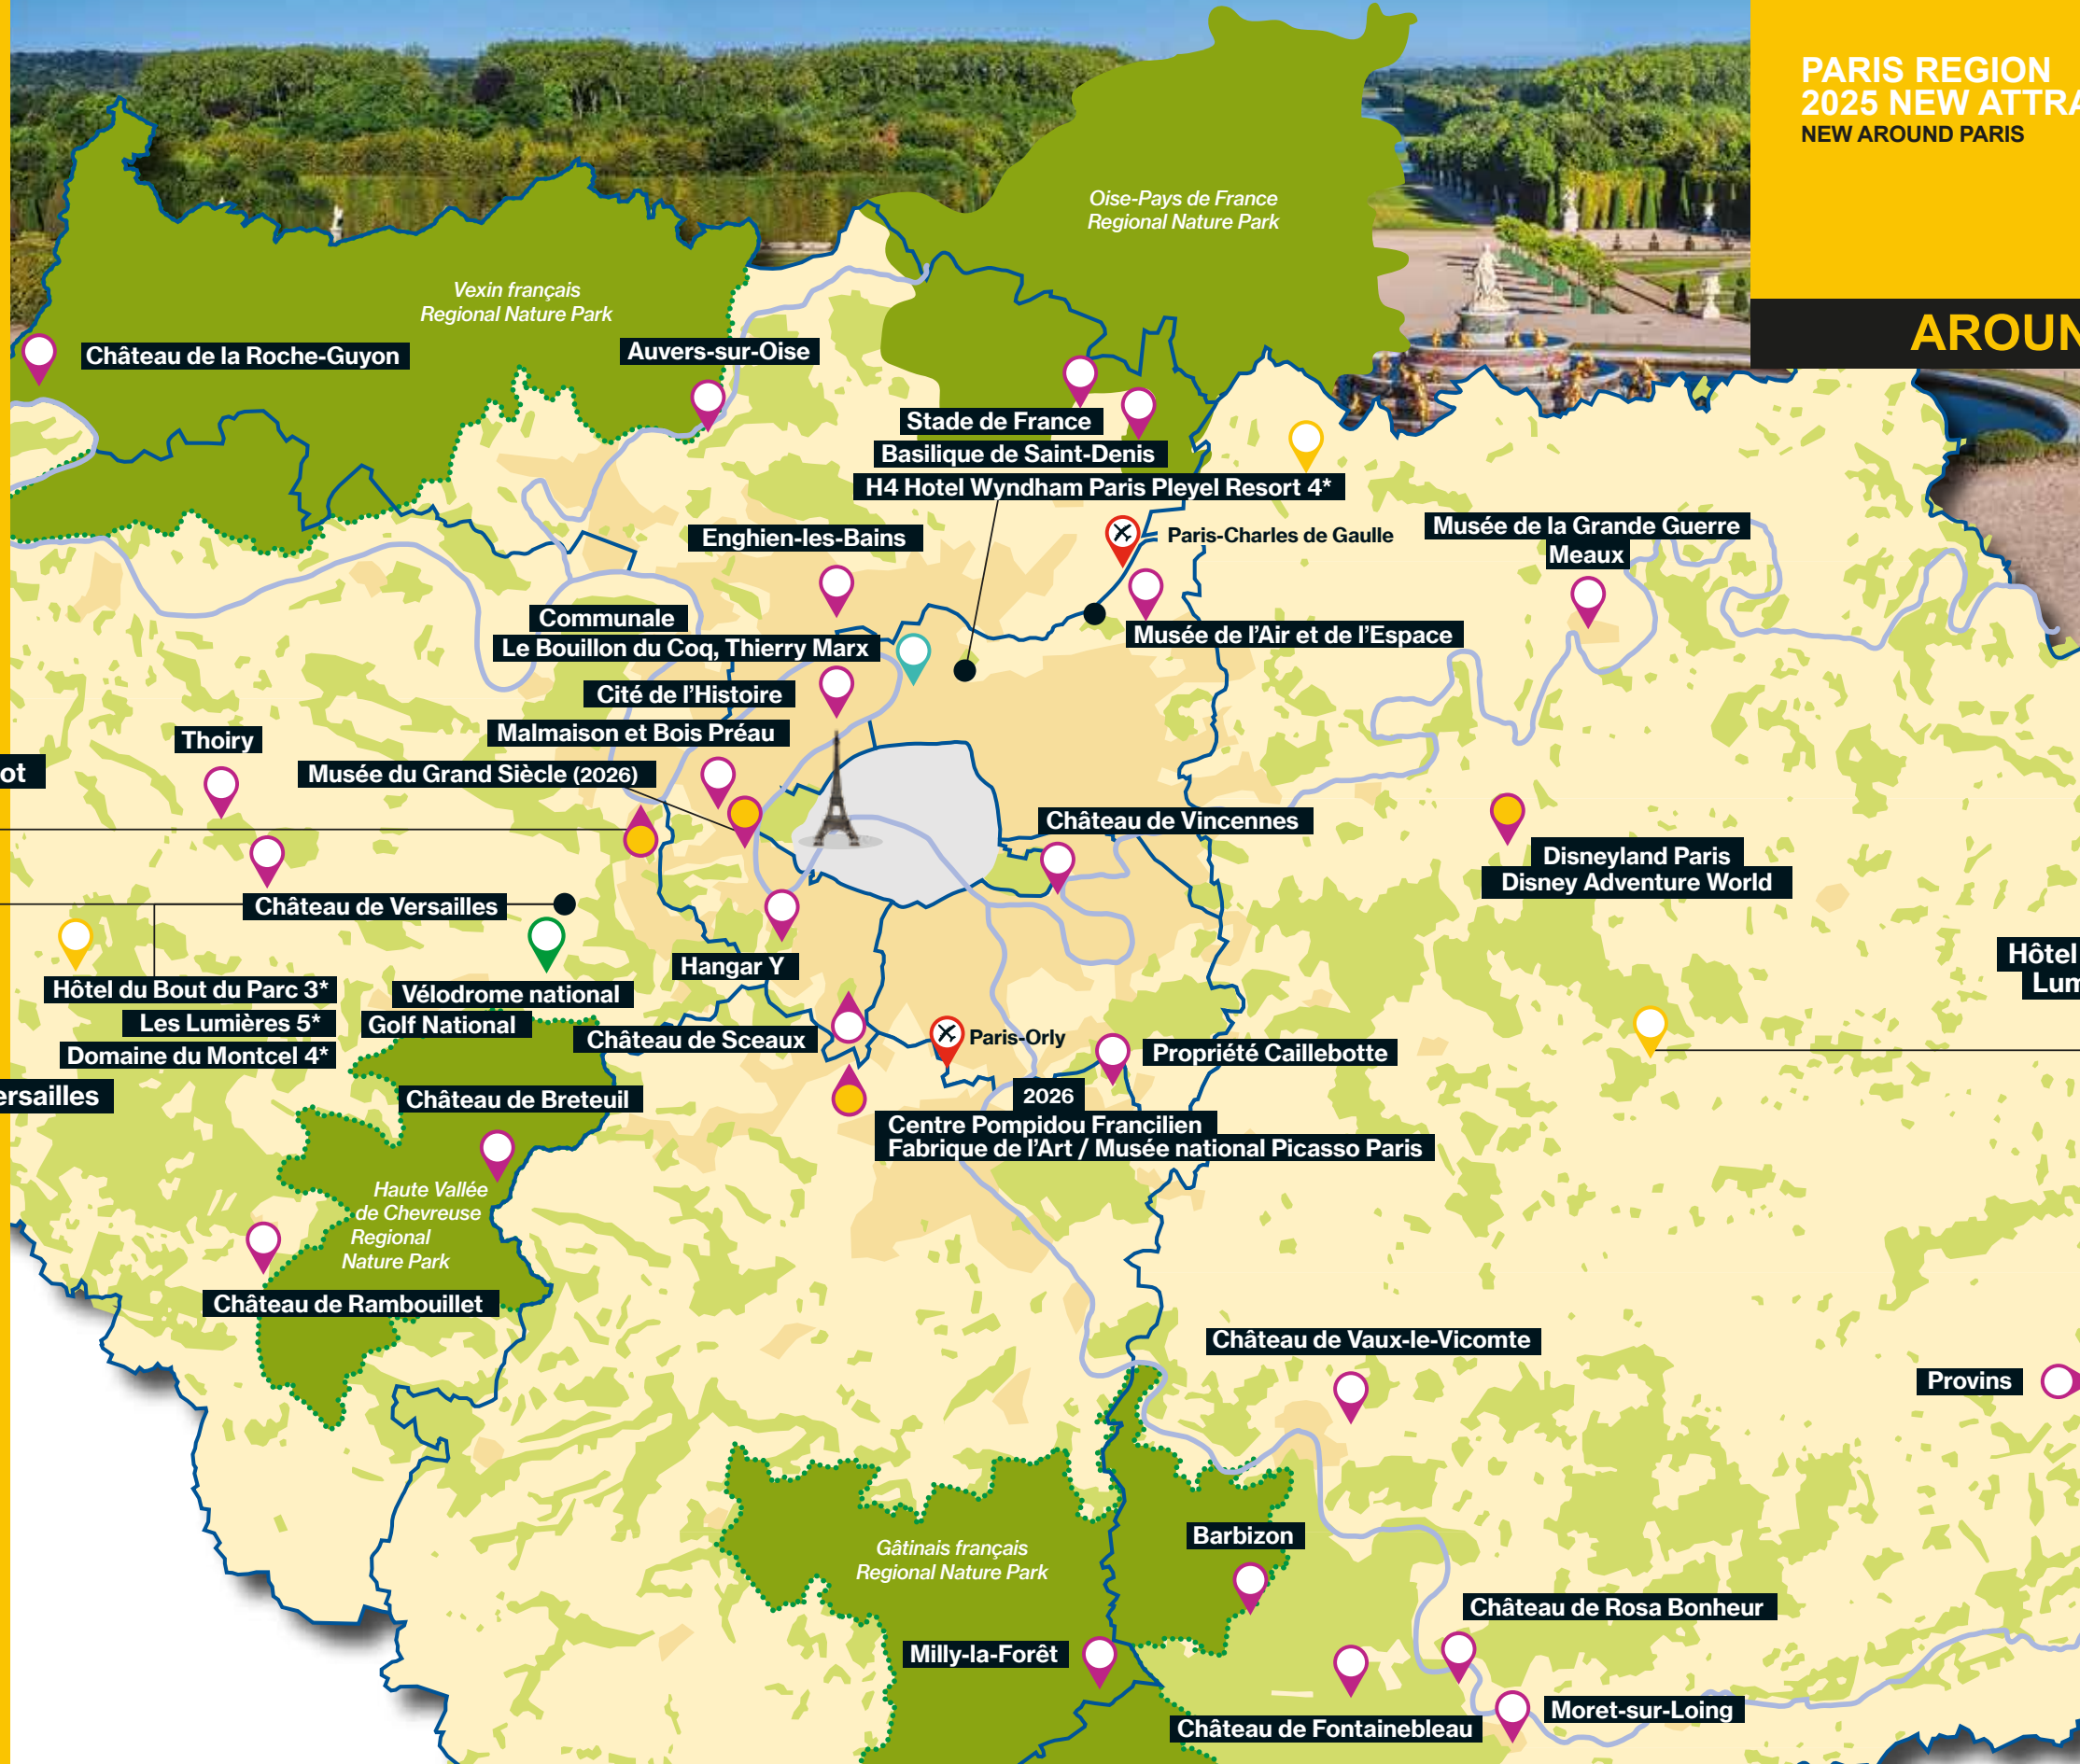 PARIS REGION
2025 NEW
NEW AROUND PARIS
Oise-Pays de France
Regional Nature Park
Vexin français
Regional Nature Park
Château de la Roche-Guyon
Auvers-sur-Oise
Stade de France
Basilique de Saint-Denis
H4 Hotel Wyndham Paris Pleyel Resort 4*
Enghien-les-Bains
Paris-Charles de Gaulle
Musée de la Grande Guerre
Meaux
Communale
Le Bouillon du Coq, Thierry Marx
Musée de l'Air et de l'Espace
Cité de l'Histoire
Malmaison et Bois Préau
Thoiry
Musée du Grand Siècle (2026)
Château de Vincennes
Disneyland Paris
Disney Adventure World
Château de Versailles
Hôtel
Hangar Y
Hôtel du Bout du Parc 3*
Les Lumières 5*
Domaine du Montcel 4*
Vélodrome national
Golf National
Château de Sceaux
Paris-Orly
Propriété Caillebotte
Château de Breteuil
2026
Centre Pompidou Francilien
Fabrique de l'Art / Musée national Picasso Paris
Haute Vallée
de Chevreuse
Regional
Nature Park
Château de Rambouillet
Château de Vaux-le-Vicomte
Provins
Gâtinais français
Regional Nature Park
Barbizon
Château de Rosa Bonheur
Milly-la-Forêt
Moret-sur-Loing
Château de Fontainebleau